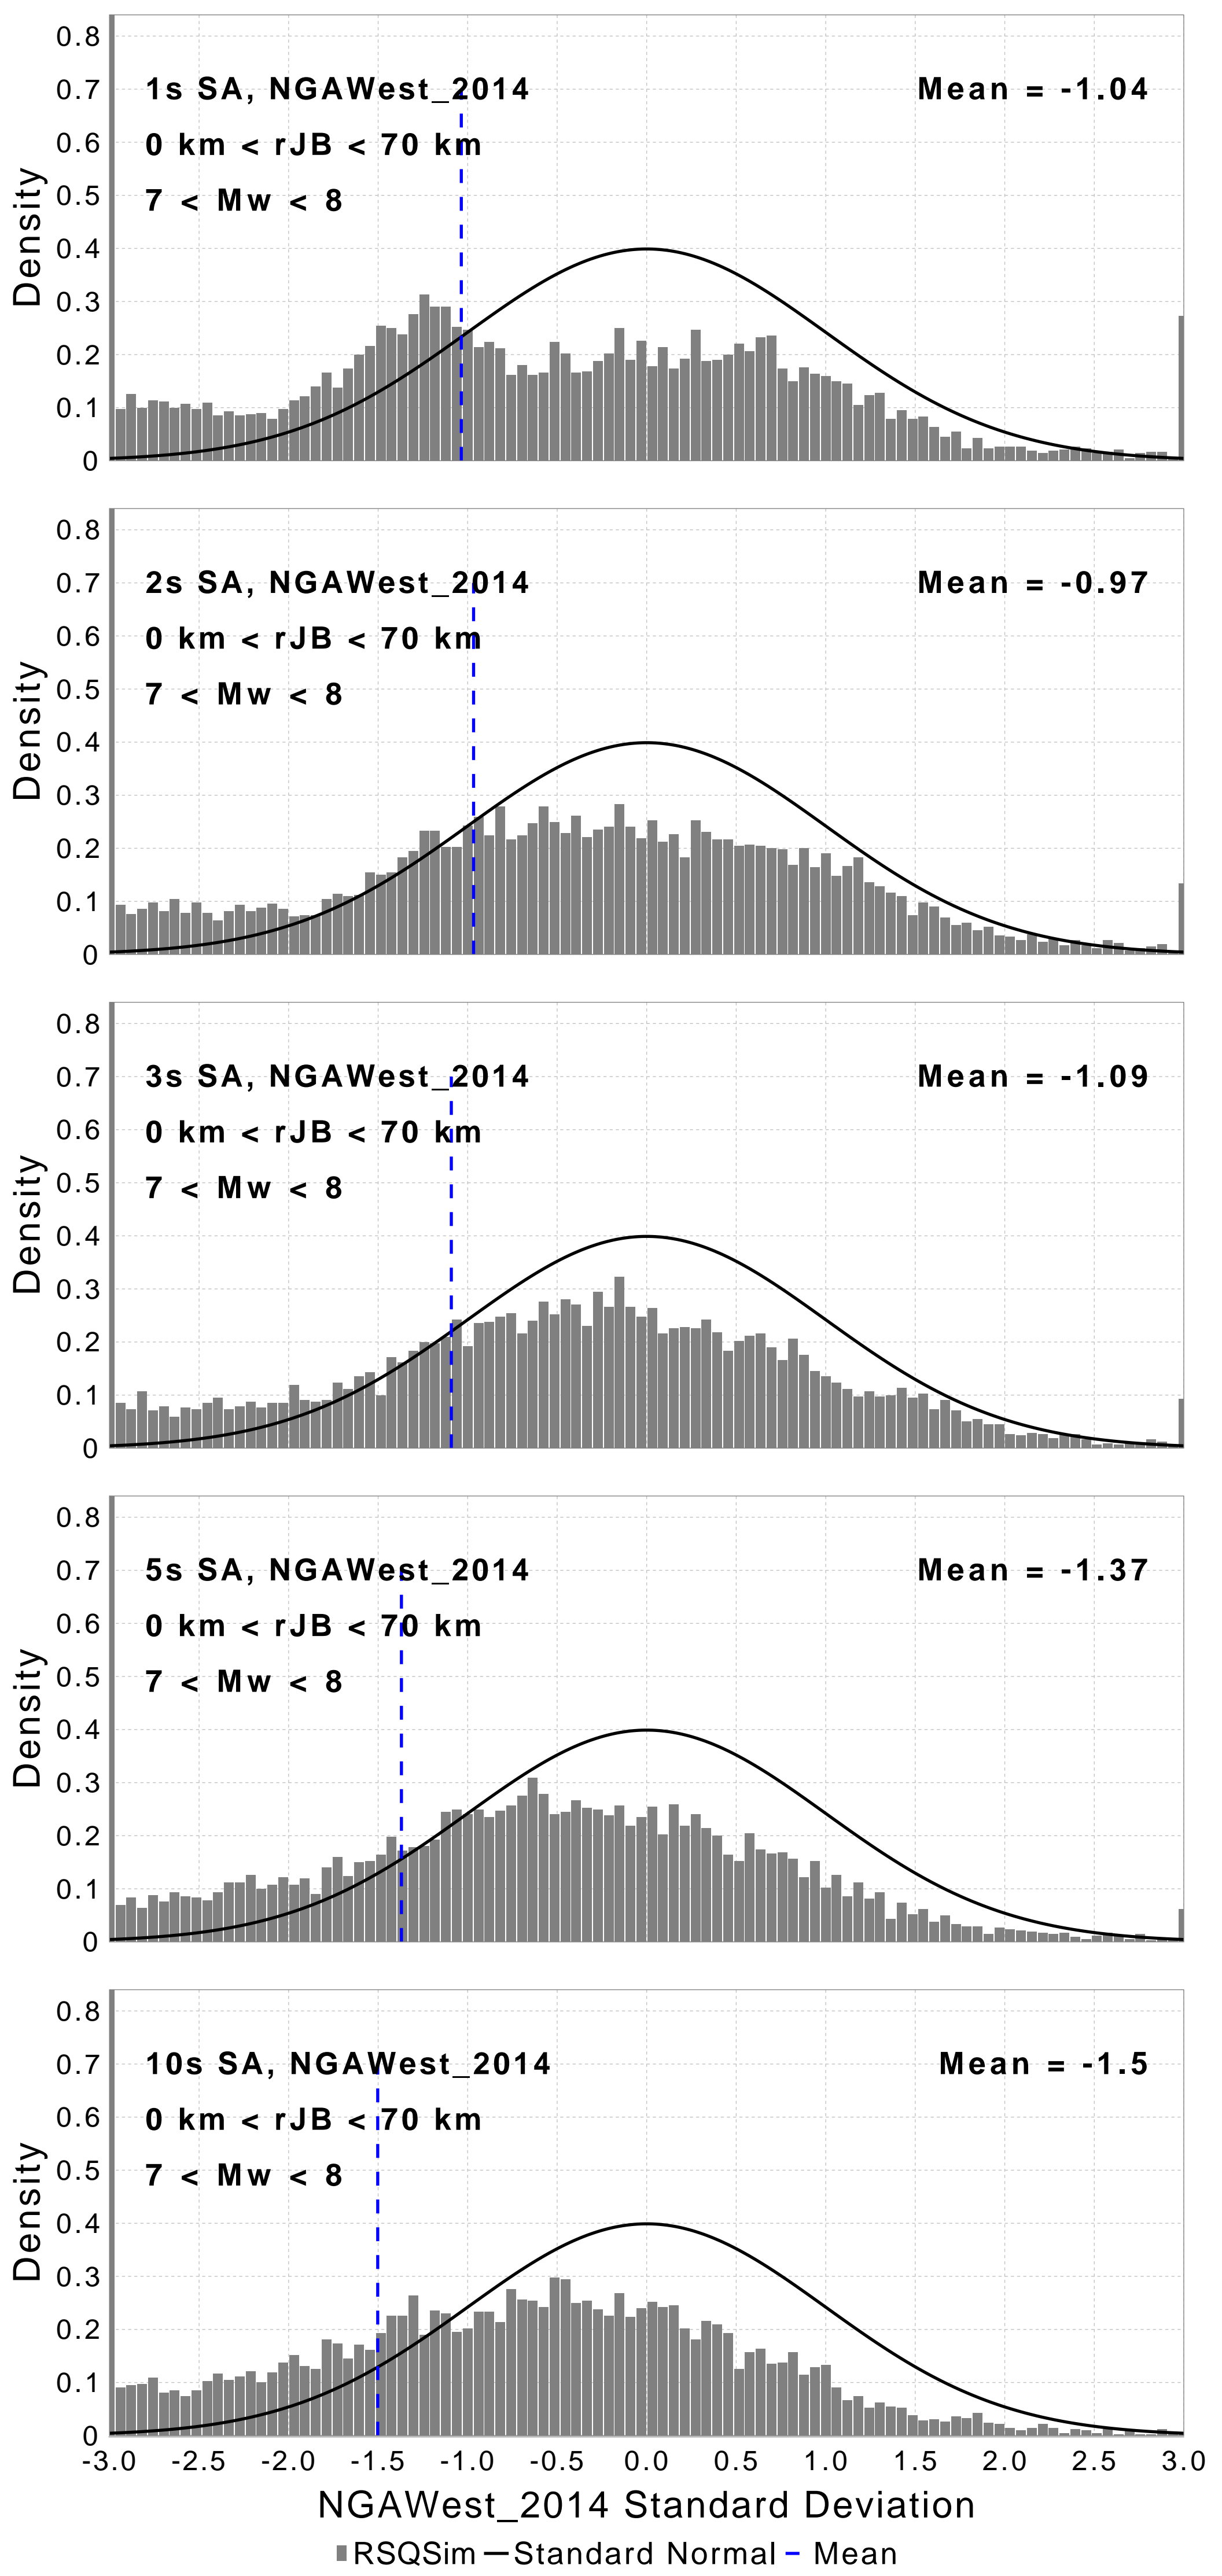 0.8
0.7
1s SA, NGAWest_2014
Mean = -1.04
0.6
0 km < rJB < 70 km
0.5
7 < Mw < 8
0.4
0.3
0.2
0.1
0
Density
0.8
0.7
2s SA, NGAWest_2014
Mean = -0.97
0.6
0 km < rJB < 70 km
0.5
7 < Mw < 8
0.4
0.3
0.2
0.1
0
Density
0.8
0.7
3s SA, NGAWest_2014
Mean = -1.09
0.6
0 km < rJB < 70 km
0.5
7 < Mw < 8
0.4
0.3
0.2
0.1
0
Density
0.8
0.7
5s SA, NGAWest_2014
Mean = -1.37
0.6
0 km < rJB < 70 km
0.5
7 < Mw < 8
0.4
0.3
0.2
0.1
0
Density
0.8
0.7
10s SA, NGAWest_2014
Mean = -1.5
0.6
0 km < rJB < 70 km
0.5
7 < Mw < 8
0.4
0.3
0.2
0.1
0
Density
-3.0 -2.5 -2.0 -1.5 -1.0 -0.5 0.0 0.5 1.0 1.5 2.0 2.5 3.0
NGAWest_2014 Standard Deviation
RSQSim Standard Normal Mean